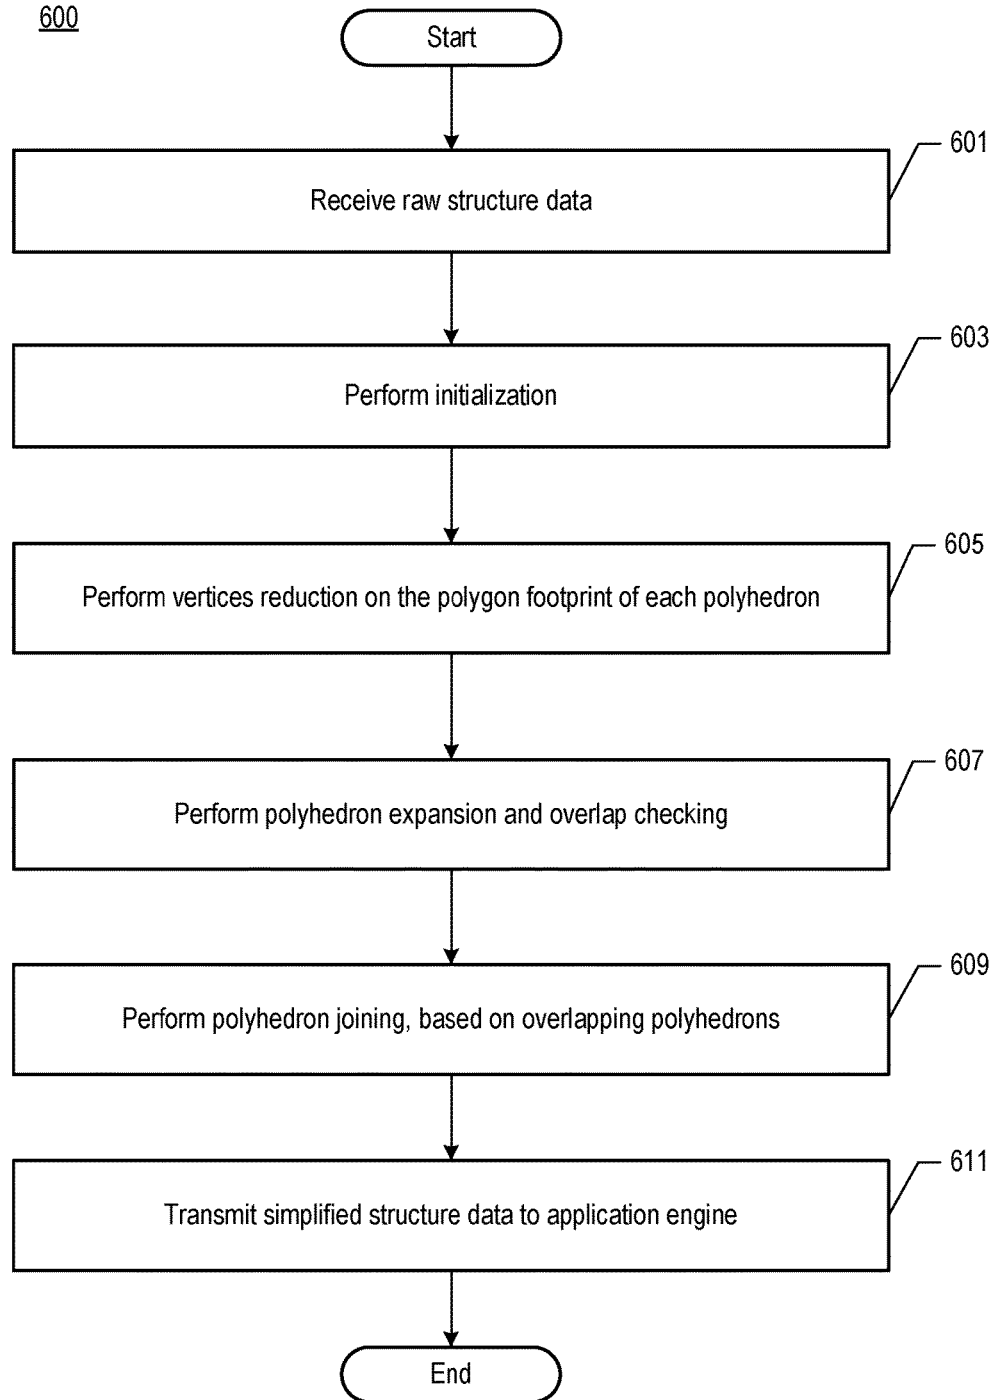 600
Start
601
Receive raw structure data
603
Perform initialization
605
Perform vertices reduction on the polygon footprint of each polyhedron
607
Perform polyhedron expansion and overlap checking
609
Perform polyhedron joining, based on overlapping polyhedrons
611
Transmit simplified structure data to application engine
End